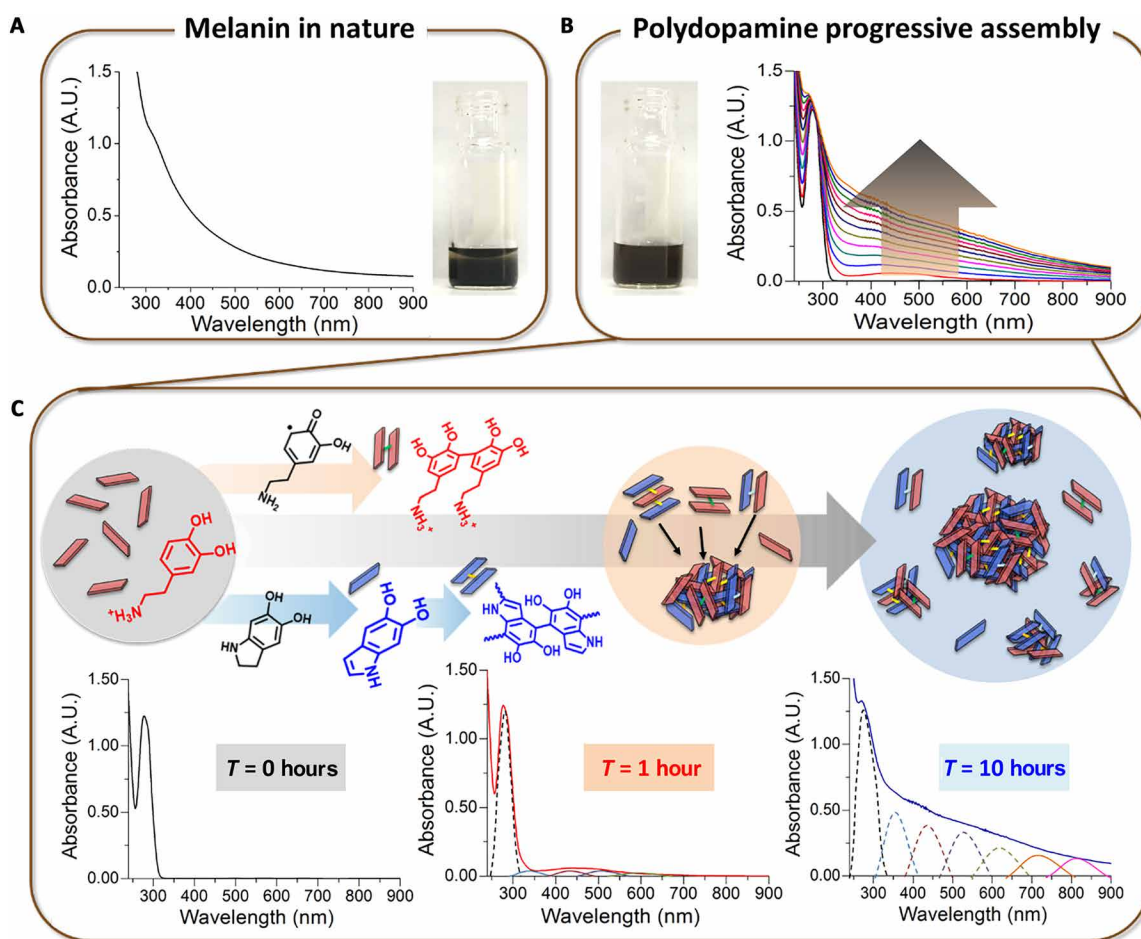 A
Melanin in nature
1.5
1.0
0.5
0.0
Absorbance (A.U.)
300 400 500 600 700 800 900
Wavelength (nm)
B
Polydopamine progressive assembly
1.5
1.0
0.5
0.0
Absorbance (A.U.)
300 400 500 600 700 800 900
Wavelength (nm)
C
OH
OH
⁺H₃N
O
OH
NH₂
HO
OH
HO
OH
NH₃⁺
NH₃⁺
OH
OH
HN
OH
OH
NH
HN
OH
HO
HO
OH
NH
1.50
1.00
0.50
0.00
Absorbance (A.U.)
T = 0 hours
300 400 500 600 700 800 900
Wavelength (nm)
1.50
1.00
0.50
0.00
Absorbance (A.U.)
T = 1 hour
300 400 500 600 700 800 900
Wavelength (nm)
1.50
1.00
0.50
0.00
Absorbance (A.U.)
T = 10 hours
300 400 500 600 700 800 900
Wavelength (nm)